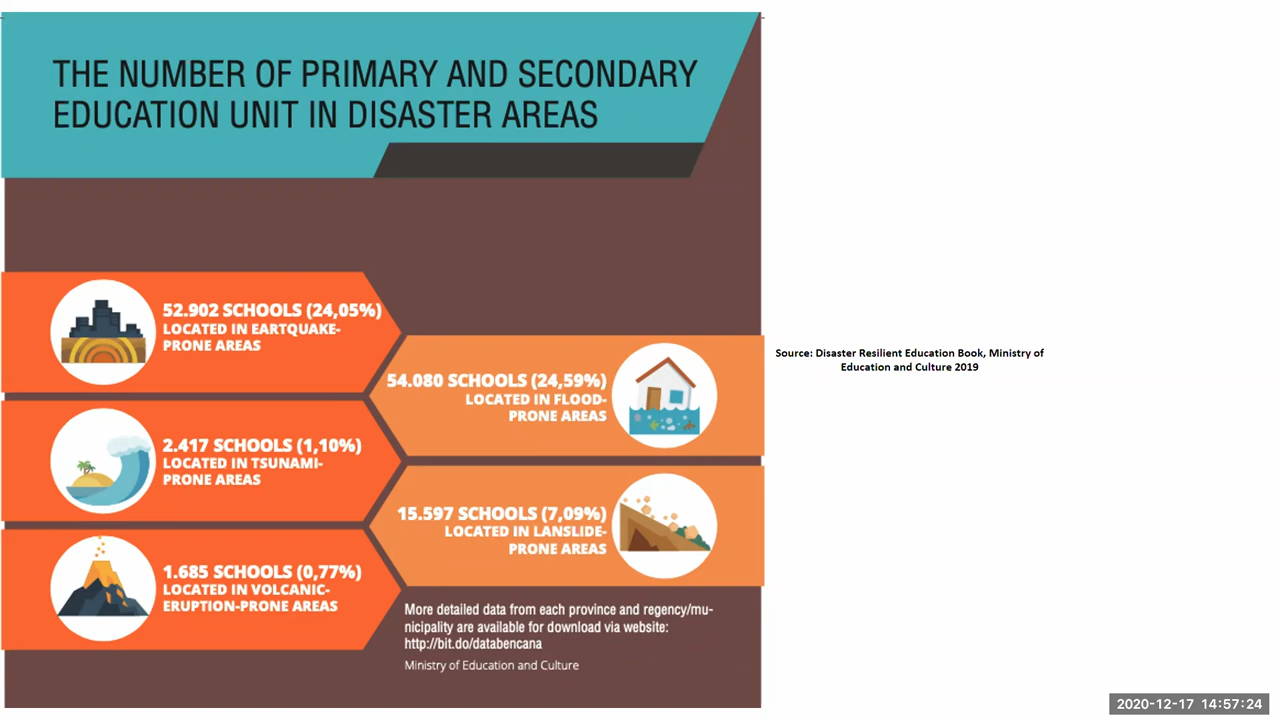 THE NUMBER OF PRIMARY AND SECONDARY
EDUCATION UNIT IN DISASTER AREAS
52.902 SCHOOLS (24,05%)
LOCATED IN EARTQUAKE-
PRONE AREAS
54.080 SCHOOLS (24,59%)
LOCATED IN FLOOD-
PRONE AREAS
2.417 SCHOOLS (1,10%)
LOCATED IN TSUNAMI-
PRONE AREAS
15.597 SCHOOLS (7,09%)
LOCATED IN LANSLIDE-
PRONE AREAS
1.685 SCHOOLS (0,77%)
LOCATED IN VOLCANIC-
ERUPTION-PRONE AREAS
More detailed data from each province and regency/mu-
nicipality are available for download via website:
http://bit.do/databencana
Ministry of Education and Culture
Source: Disaster Resilient Education Book, Ministry of
Education and Culture 2019
2020-12-17 14:57:24